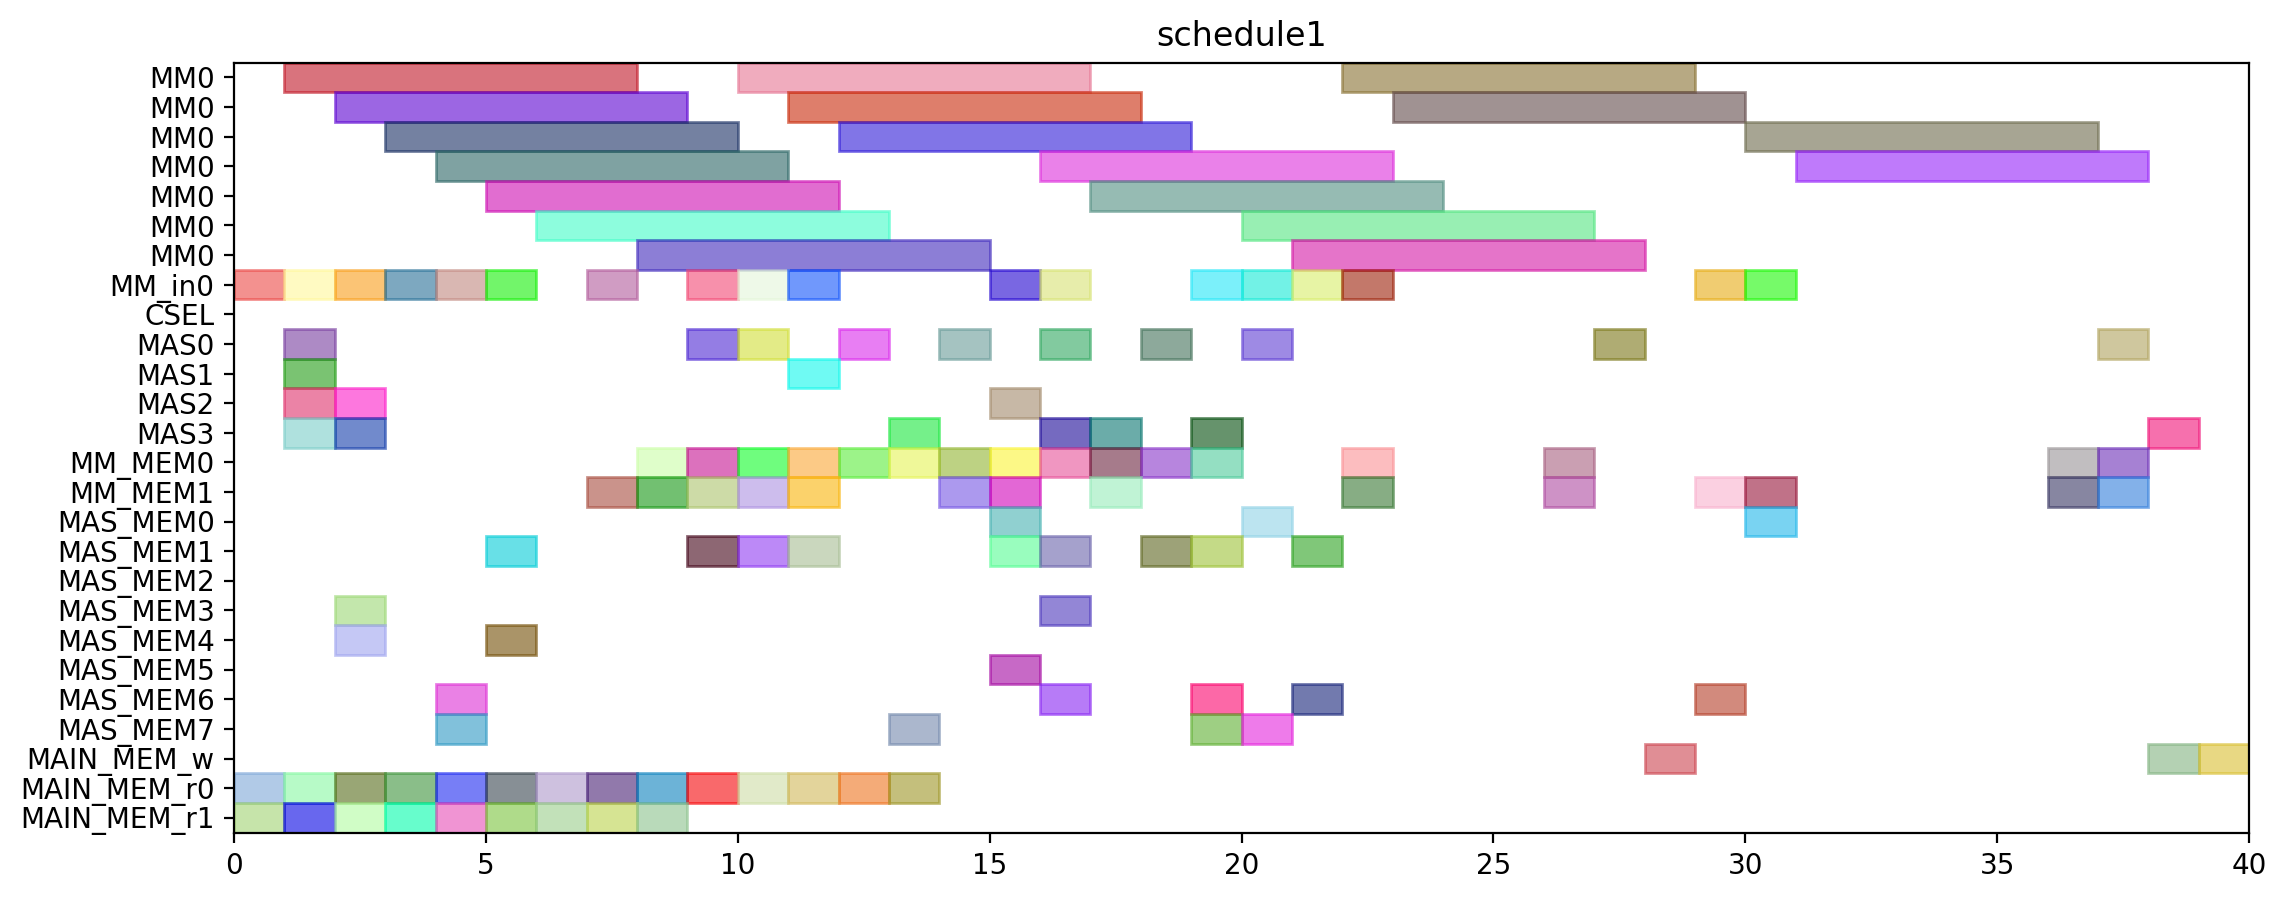 schedule1
MM0
MM0
MM0
MM0
MM0
MM0
MM0
MM_in0
CSEL
MAS0
MAS1
MAS2
MAS3
MM_MEM0
MM_MEM1
MAS_MEM0
MAS_MEM1
MAS_MEM2
MAS_MEM3
MAS_MEM4
MAS_MEM5
MAS_MEM6
MAS_MEM7
MAIN_MEM_w
MAIN_MEM_r0
MAIN_MEM_r1
0 5 10 15 20 25 30 35 40